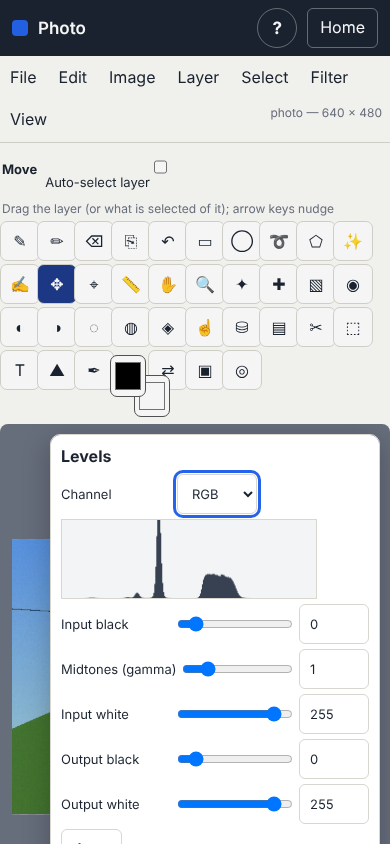 Photo
?
Home
File Edit Image Layer Select Filter
View
photo — 640 × 480
Move
Auto-select layer
Drag the layer (or what is selected of it); arrow keys nudge
T
Levels
Channel
RGB
Input black
0
Midtones (gamma)
1
Input white
255
Output black
0
Output white
255